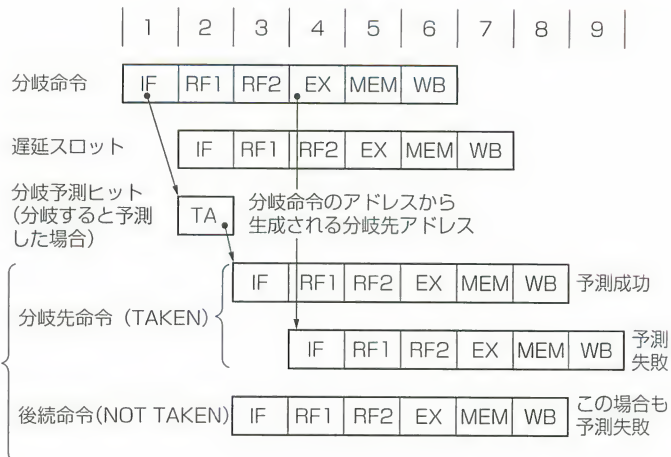 1 2 3 4 5 6 7 8 9
分岐命令 IF RF1 RF2 EX MEM WB
遅延スロット IF RF1 RF2 EX MEM WB
分岐予測ヒット
(分岐すると予測
した場合)
TA
分岐命令のアドレスから
生成される分岐先アドレス
IF RF1 RF2 EX MEM WB 予測成功
分岐先命令(TAKEN)
IF RF1 RF2 EX MEM WB 予測
失敗
後続命令(NOT TAKEN) IF RF1 RF2 EX MEM WB この場合も
予測失敗